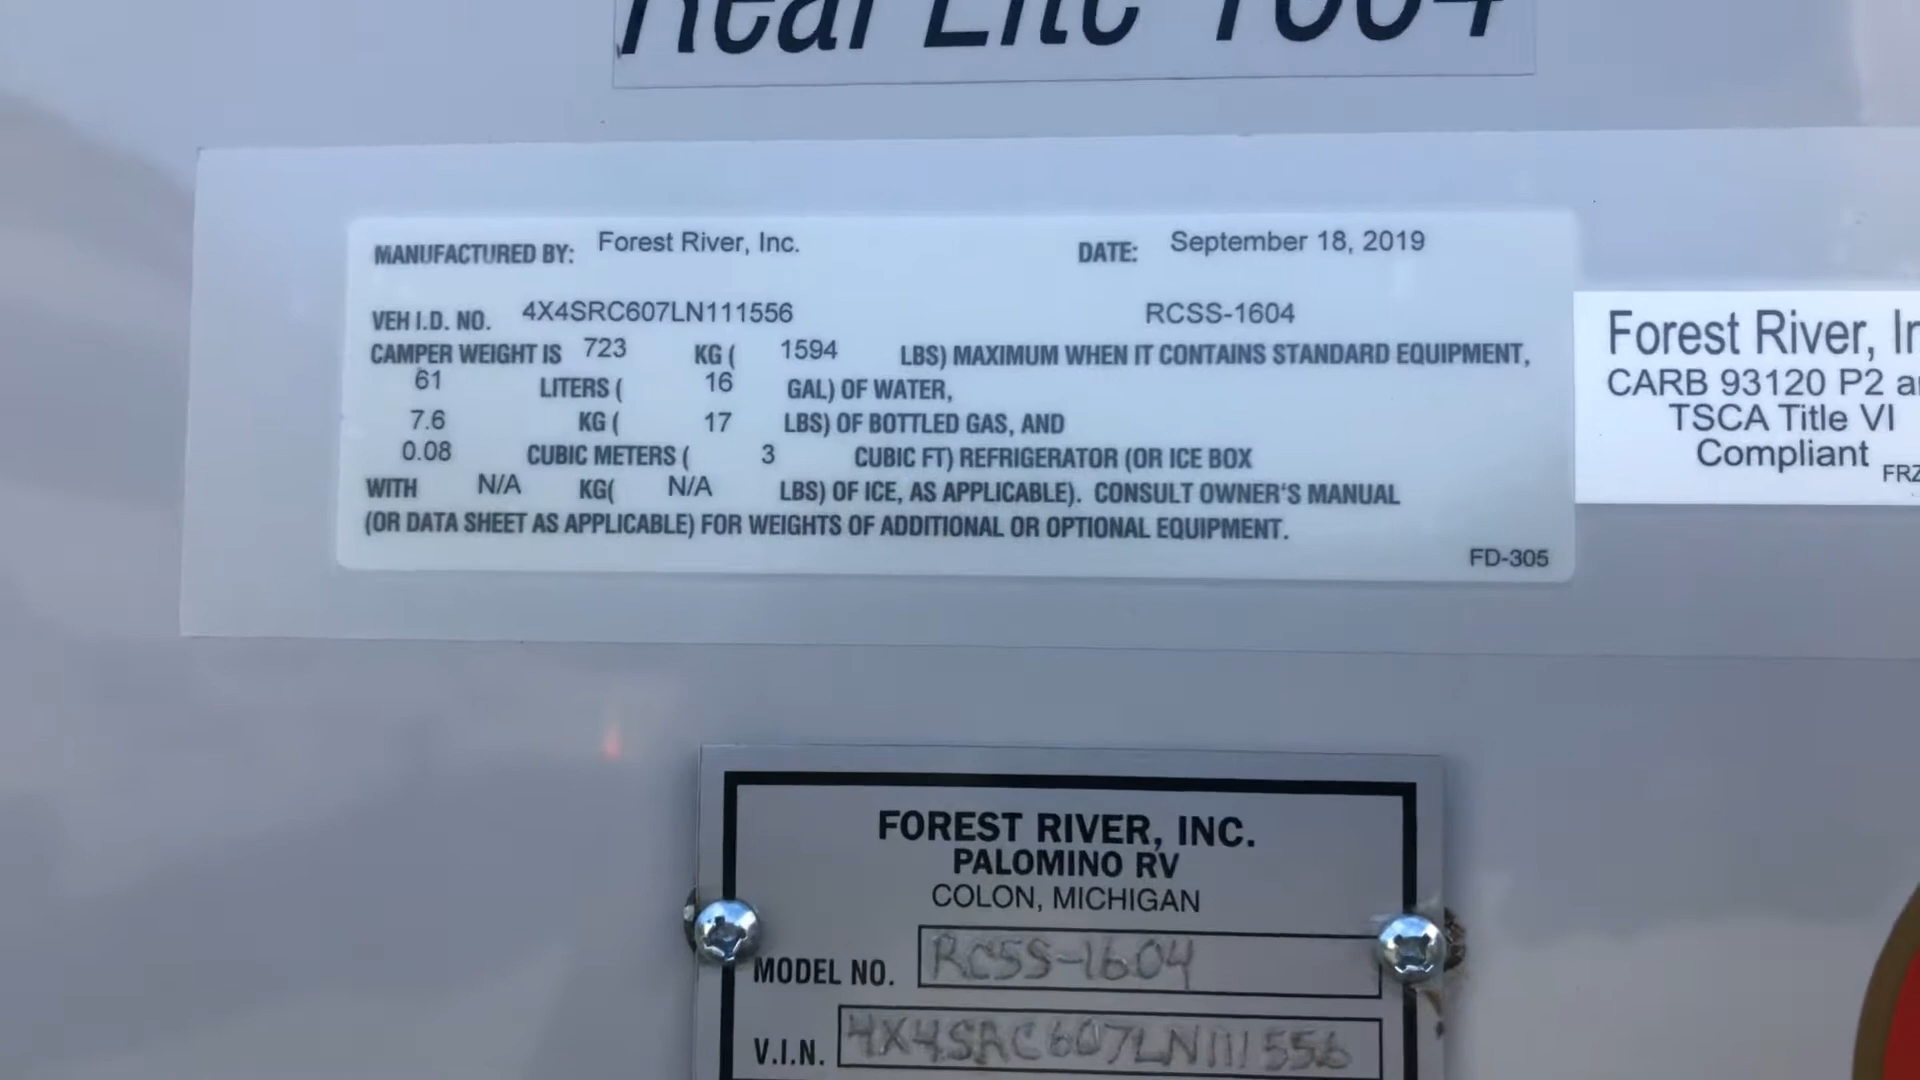 Real Lite 1604
MANUFACTURED BY: Forest River, Inc. DATE: September 18, 2019
VEH I.D. NO. 4X4SRC607LN111556 RCSS-1604
CAMPER WEIGHT IS 723 KG ( 1594 LBS) MAXIMUM WHEN IT CONTAINS STANDARD EQUIPMENT,
61 LITERS ( 16 GAL) OF WATER,
7.6 KG ( 17 LBS) OF BOTTLED GAS, AND
0.08 CUBIC METERS ( 3 CUBIC FT) REFRIGERATOR (OR ICE BOX
WITH N/A KG( N/A LBS) OF ICE, AS APPLICABLE). CONSULT OWNER'S MANUAL
(OR DATA SHEET AS APPLICABLE) FOR WEIGHTS OF ADDITIONAL OR OPTIONAL EQUIPMENT.
FD-305
Forest River, In
CARB 93120 P2 a
TSCA Title VI
Compliant FRZ
FOREST RIVER, INC.
PALOMINO RV
COLON, MICHIGAN
MODEL NO. RCSS-1604
V.I.N. 4X4SRC607LN111556